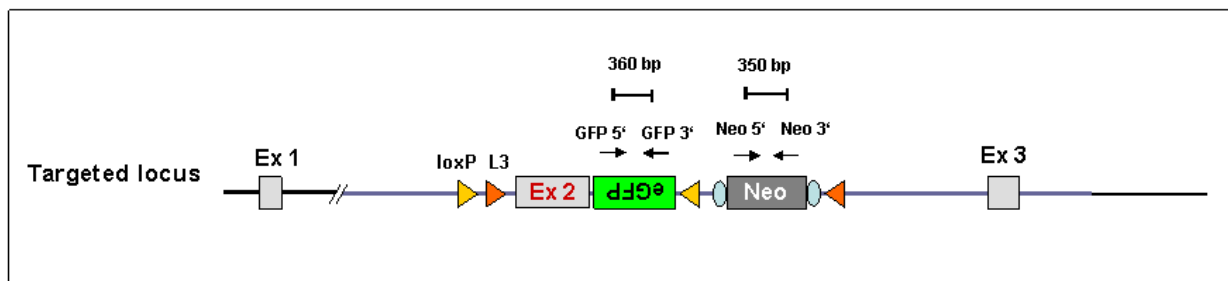 360 bp 350 bp
GFP 5' GFP 3' Neo 5' Neo 3'
Ex 1 loxP L3 Ex 3
Targeted locus
Ex 2 eGFP Neo